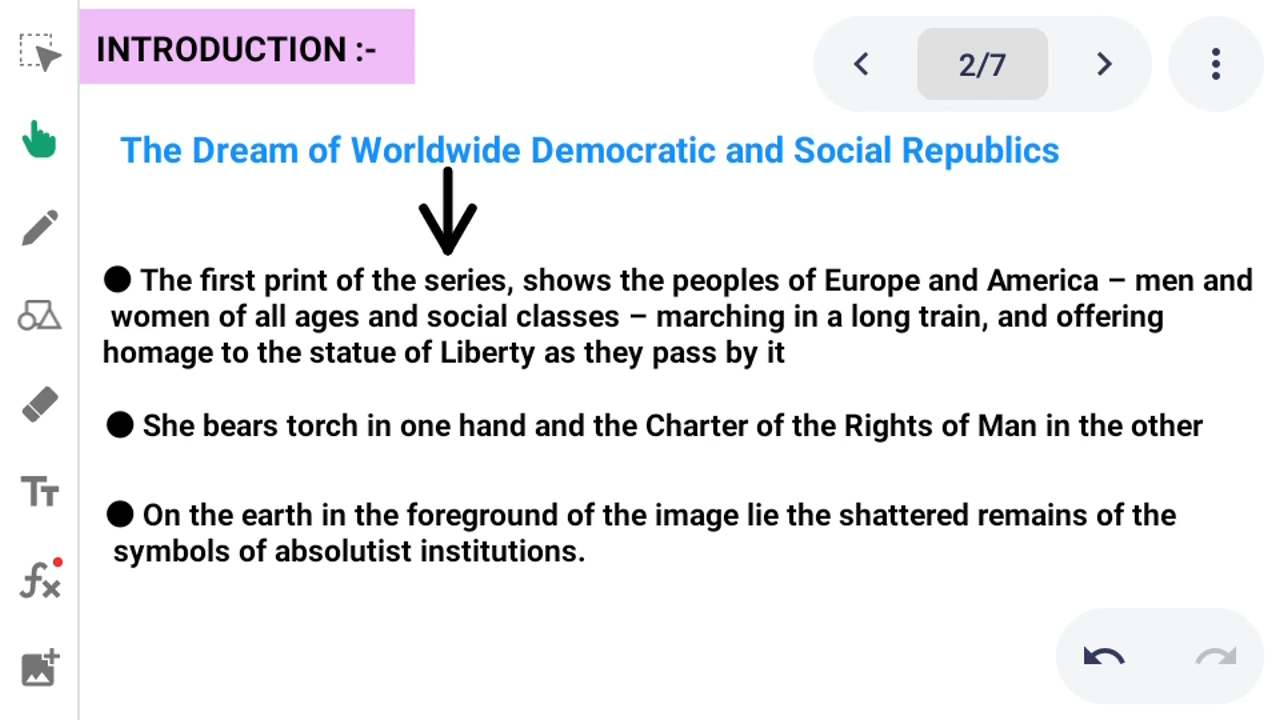 INTRODUCTION :-
2/7
The Dream of Worldwide Democratic and Social Republics
● The first print of the series, shows the peoples of Europe and America – men and
women of all ages and social classes – marching in a long train, and offering
homage to the statue of Liberty as they pass by it
● She bears torch in one hand and the Charter of the Rights of Man in the other
● On the earth in the foreground of the image lie the shattered remains of the
symbols of absolutist institutions.
TT
fx